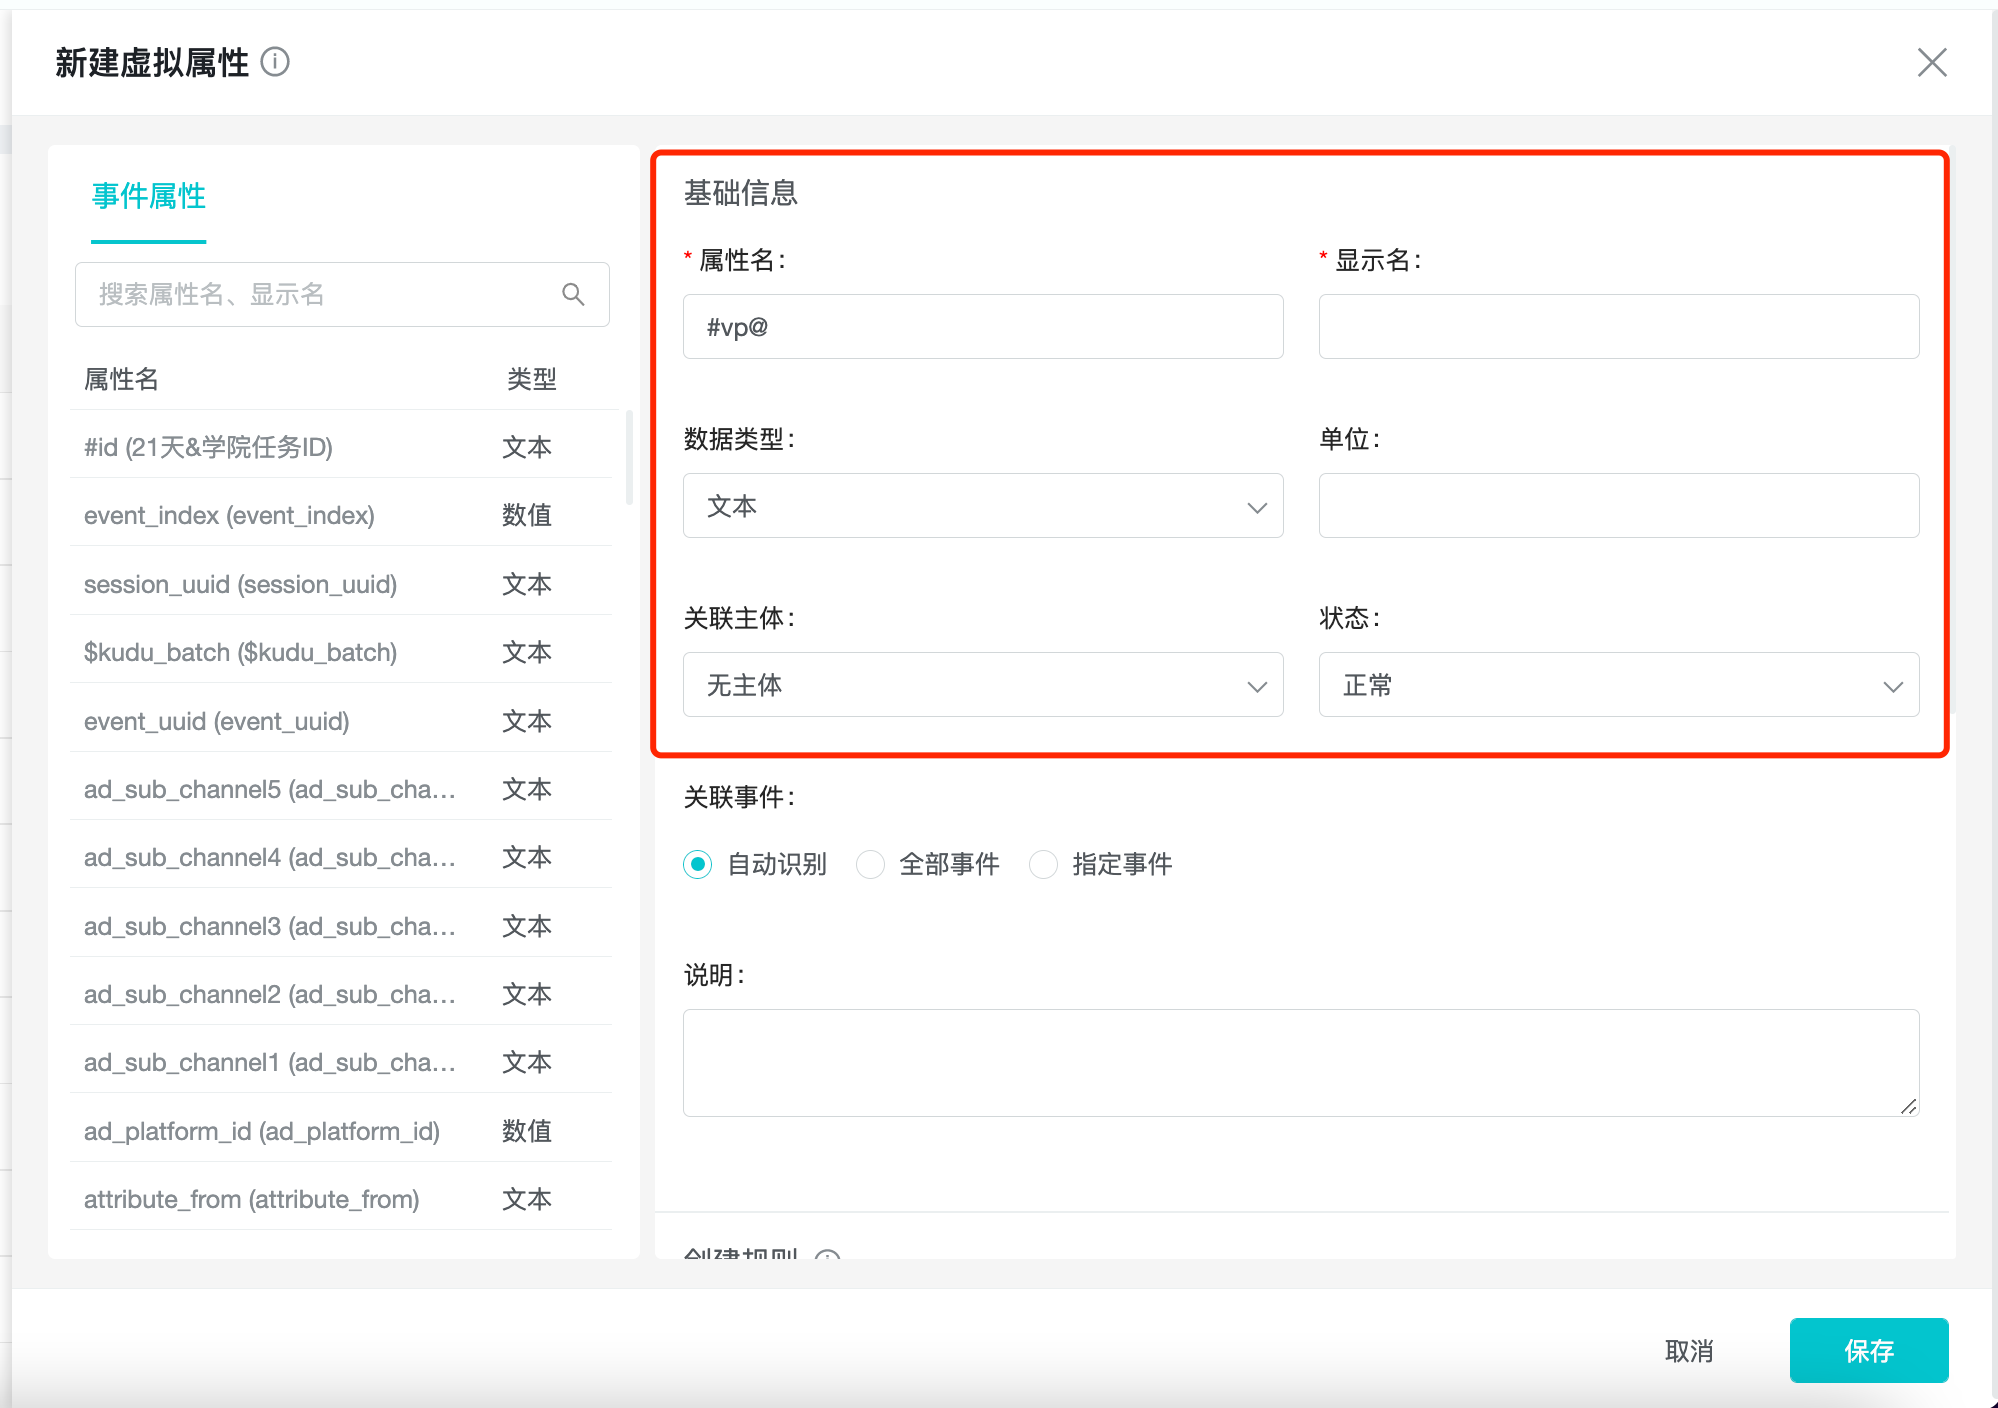 新建虚拟属性
事件属性
搜索属性名、显示名
属性名 类型
#id (21天&学院任务ID) 文本
event_index (event_index) 数值
session_uuid (session_uuid) 文本
$kudu_batch ($kudu_batch) 文本
event_uuid (event_uuid) 文本
ad_sub_channel5 (ad_sub_cha... 文本
ad_sub_channel4 (ad_sub_cha... 文本
ad_sub_channel3 (ad_sub_cha... 文本
ad_sub_channel2 (ad_sub_cha... 文本
ad_sub_channel1 (ad_sub_cha... 文本
ad_platform_id (ad_platform_id) 数值
attribute_from (attribute_from) 文本
基础信息
* 属性名: * 显示名:
#vp@
数据类型: 单位:
文本
关联主体: 状态:
无主体 正常
关联事件:
自动识别 全部事件 指定事件
说明:
创建规则
取消 保存